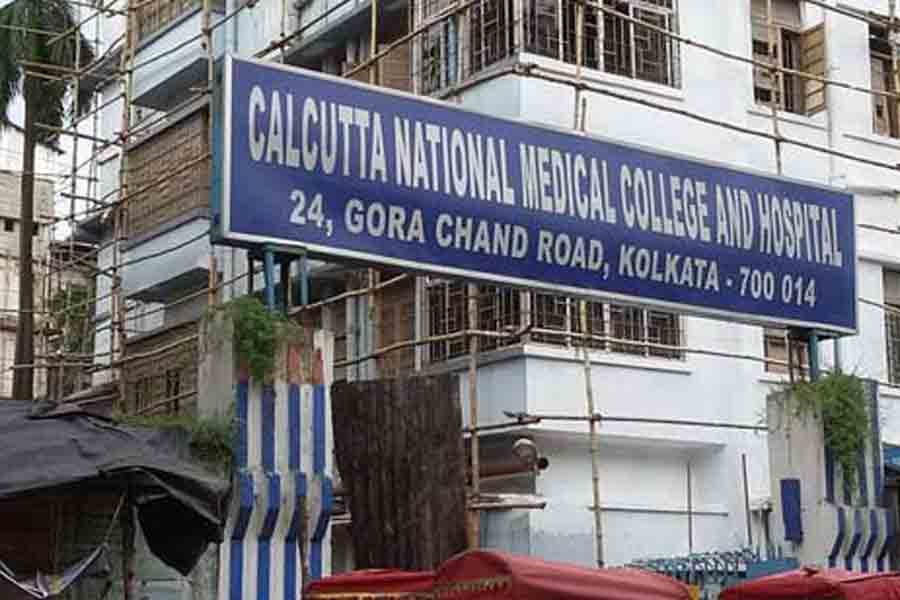 CALCUTTA NATIONAL MEDICAL COLLEGE AND HOSPITAL
24, GORA CHAND ROAD, KOLKATA - 700 014